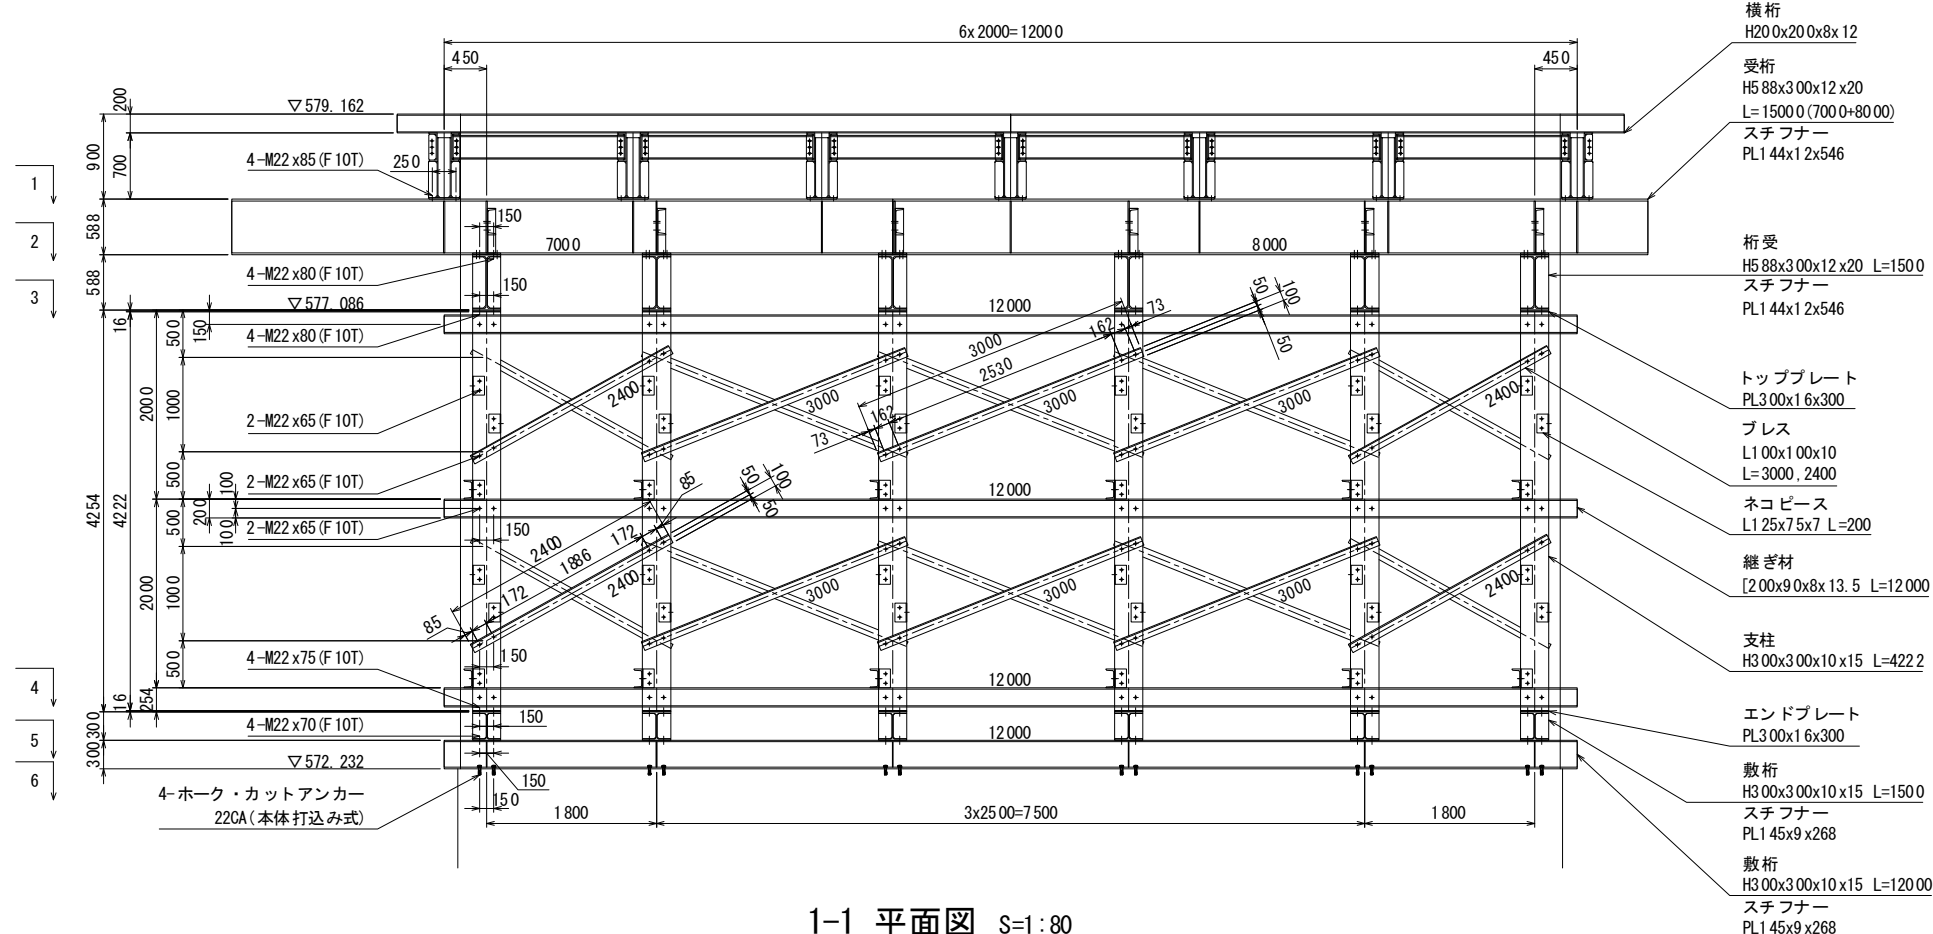 横桁
H200x200x8x12
受桁
H588x300x12x20
L=15000(7000+8000)
スチフナー
PL144x12x546
桁受
H588x300x12x20 L=1500
スチフナー
PL144x12x546
トッププレート
PL300x16x300
ブレス
L100x100x10
L=3000,2400
ネコピース
L125x75x7 L=200
継ぎ材
[200x90x8x13.5 L=12000
支柱
H300x300x10x15 L=4222
エンドプレート
PL300x16x300
敷桁
H300x300x10x15 L=1500
スチフナー
PL145x9x268
敷桁
H300x300x10x15 L=12000
スチフナー
PL145x9x268
6x2000=12000
450
450
▽579.162
200
900
700
4-M22x85(F10T)
250
1
588
2
150
7000
8000
4-M22x80(F10T)
588
3
150
▽577.086
12000
16
500
150
4-M22x80(F10T)
50
100
73
162
50
3000
2530
2000
1000
2400
3000
3000
3000
2400
162
73
2-M22x65(F10T)
500
2-M22x65(F10T)
100
200
100
85
50
100
50
12000
4254
4222
500
2-M22x65(F10T)
150
2400
172
1886
172
85
2000
1000
2400
3000
3000
3000
2400
500
4-M22x75(F10T)
150
4
16
254
12000
300
4-M22x70(F10T)
150
5
12000
300
▽572.232
6
150
150
4-ホーク・カットアンカー
22CA(本体打込み式)
1800
3x2500=7500
1800
1-1 平面図 S=1:80